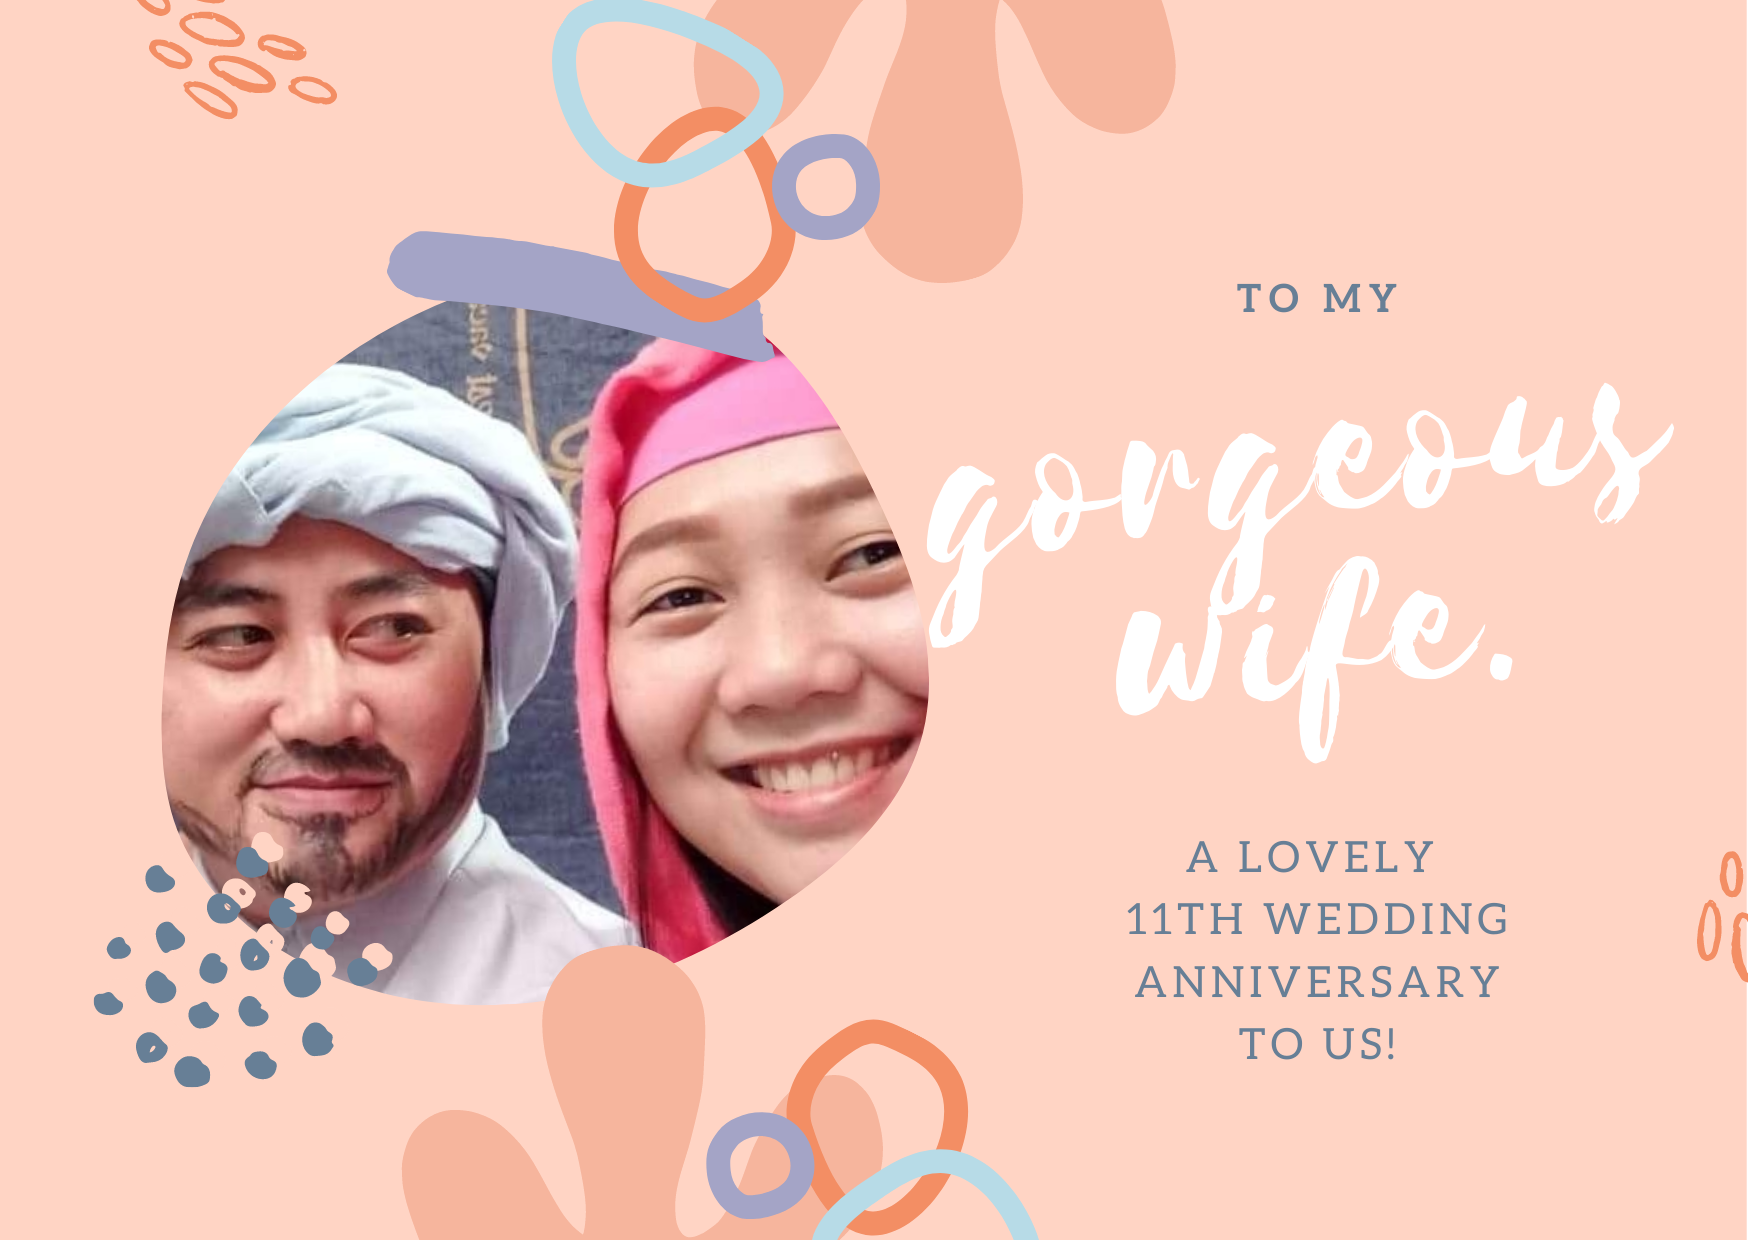 TO MY
gorgeous
wife.
A LOVELY
11TH WEDDING
ANNIVERSARY
TO US!